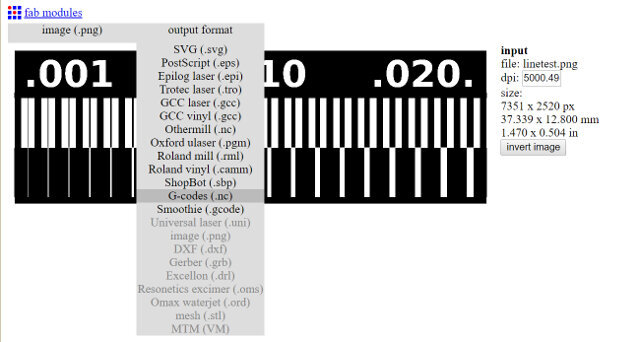 fab modules
image (.png)
output format
SVG (.svg)
PostScript (.eps)
Epilog laser (.epi)
Trotec laser (.tro)
GCC laser (.gcc)
GCC vinyl (.gcc)
Othermill (.nc)
Oxford ulaser (.pgm)
Roland mill (.rml)
Roland vinyl (.camm)
ShopBot (.sbp)
G-codes (.nc)
Smoothie (.gcode)
Universal laser (.uni)
image (.png)
DXF (.dxf)
Gerber (.grb)
Excellon (.drl)
Resonetics excimer (.oms)
Omax waterjet (.ord)
mesh (.stl)
MTM (VM)
.001
10
.020.
input
file: linetest.png
dpi: 5000.49
size:
7351 x 2520 px
37.339 x 12.800 mm
1.470 x 0.504 in
invert image